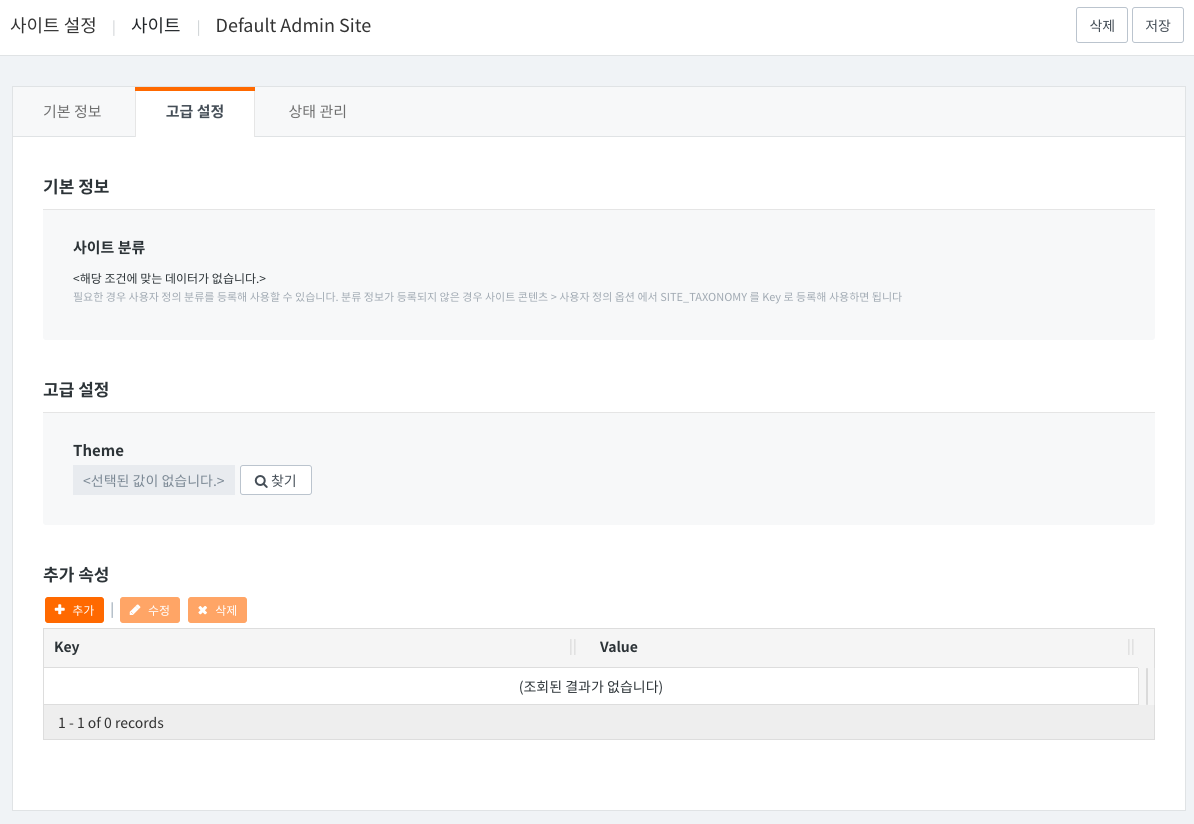 사이트 설정 | 사이트 | Default Admin Site
삭제 저장
기본 정보 고급 설정 상태 관리
기본 정보
사이트 분류
<해당 조건에 맞는 데이터가 없습니다.>
필요한 경우 사용자 정의 분류를 등록해 사용할 수 있습니다. 분류 정보가 등록되지 않은 경우 사이트 콘텐츠 > 사용자 정의 옵션 에서 SITE_TAXONOMY 를 Key 로 등록해 사용하면 됩니다
고급 설정
Theme
<선택된 값이 없습니다.> 찾기
추가 속성
추가 | 수정 삭제
Key Value
(조회된 결과가 없습니다)
1 - 1 of 0 records